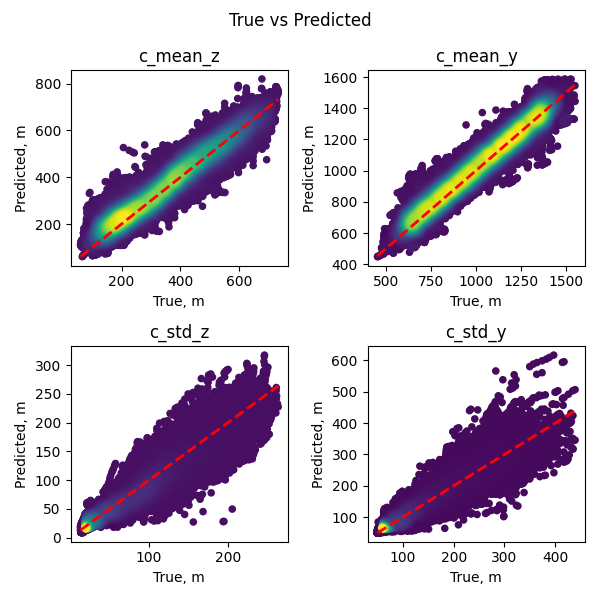 True vs Predicted
c_mean_z
c_mean_y
800
600
400
200
Predicted, m
200 400 600
True, m
1600
1400
1200
1000
800
600
400
Predicted, m
500 750 1000 1250 1500
True, m
c_std_z
c_std_y
300
250
200
150
100
50
0
Predicted, m
100 200
True, m
600
500
400
300
200
100
Predicted, m
100 200 300 400
True, m